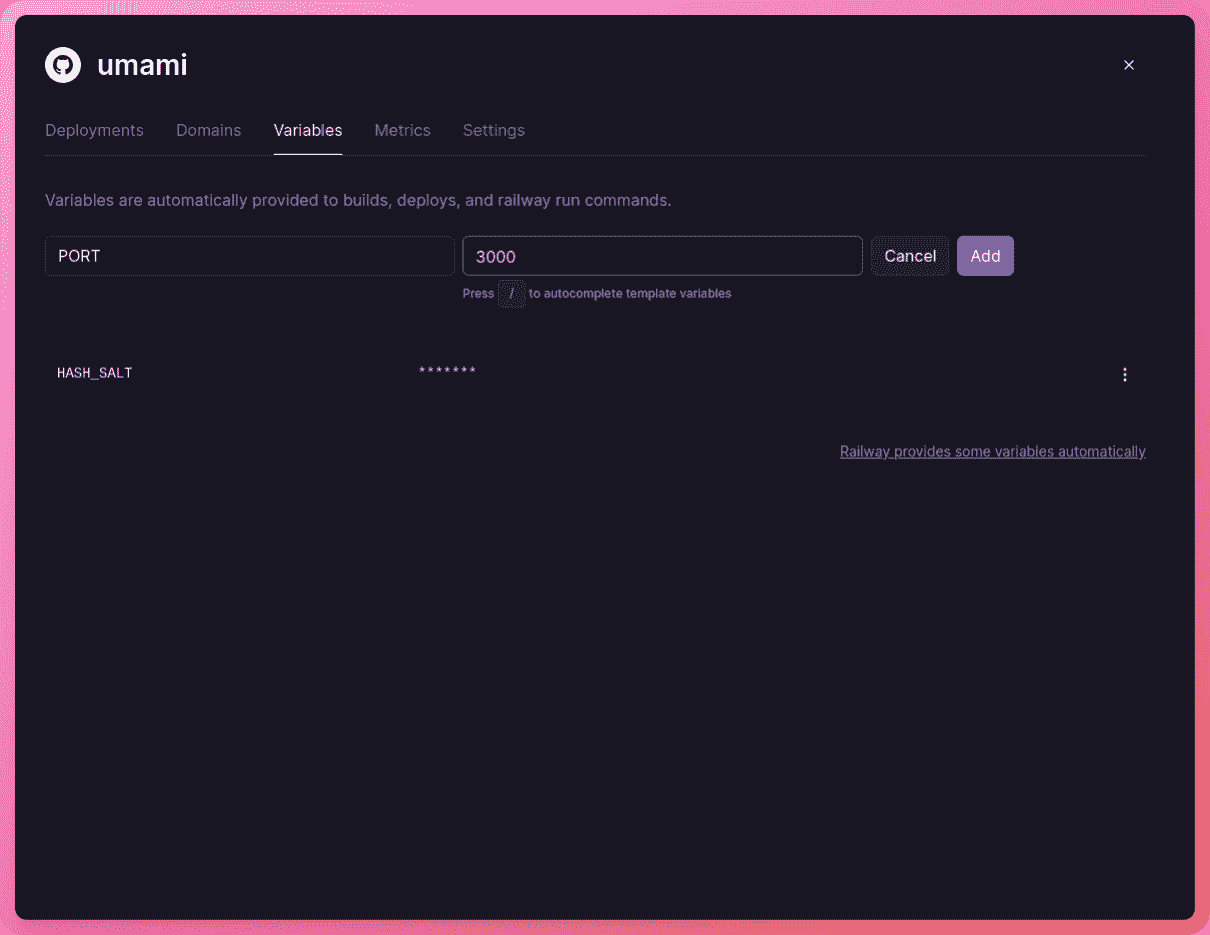 umami
Deployments Domains Variables Metrics Settings
Variables are automatically provided to builds, deploys, and railway run commands.
PORT 3000 Cancel Add
Press / to autocomplete template variables
HASH_SALT *******
Railway provides some variables automatically